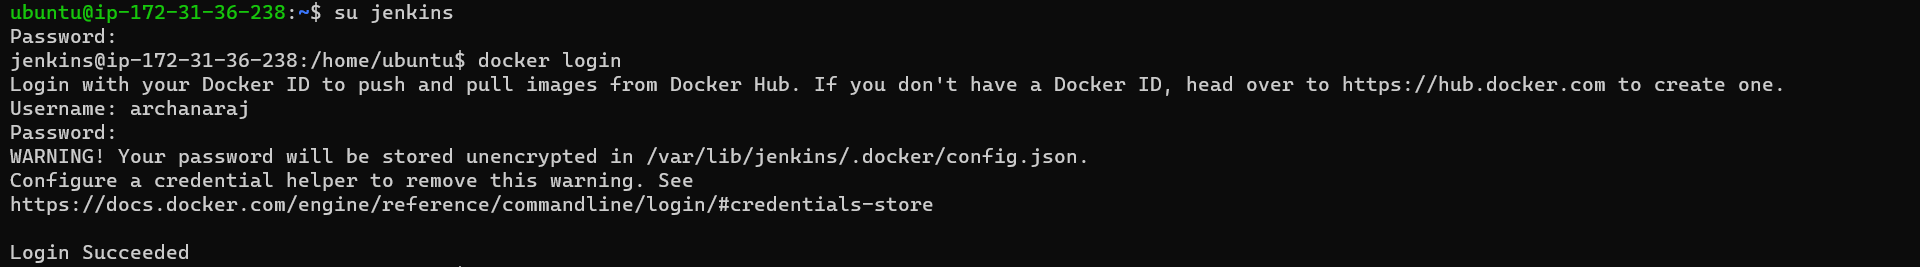 ubuntu@ip-172-31-36-238:~$ su jenkins
Password:
jenkins@ip-172-31-36-238:/home/ubuntu$ docker login
Login with your Docker ID to push and pull images from Docker Hub. If you don't have a Docker ID, head over to https://hub.docker.com to create one.
Username: archanaraj
Password:
WARNING! Your password will be stored unencrypted in /var/lib/jenkins/.docker/config.json.
Configure a credential helper to remove this warning. See
https://docs.docker.com/engine/reference/commandline/login/#credentials-store
Login Succeeded